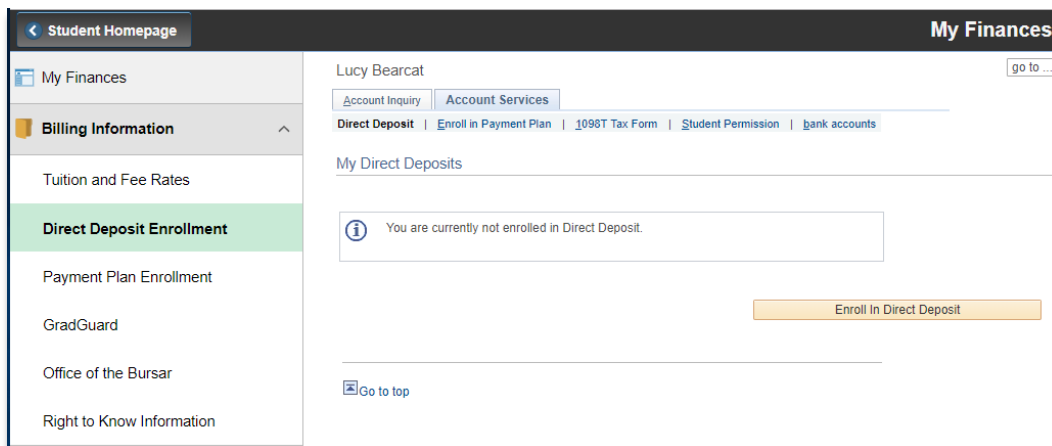 Student Homepage
My Finances
My Finances
Billing Information
Tuition and Fee Rates
Direct Deposit Enrollment
Payment Plan Enrollment
GradGuard
Office of the Bursar
Right to Know Information
Lucy Bearcat
go to ...
Account Inquiry Account Services
Direct Deposit | Enroll in Payment Plan | 1098T Tax Form | Student Permission | bank accounts
My Direct Deposits
You are currently not enrolled in Direct Deposit.
Enroll In Direct Deposit
Go to top